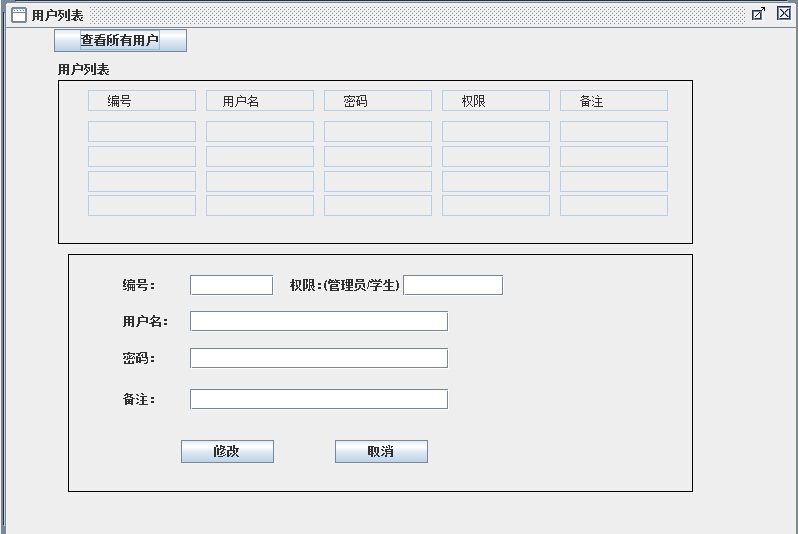 用户列表
查看所有用户
用户列表
编号 用户名 密码 权限 备注
编号： 权限:(管理员/学生)
用户名：
密码：
备注：
修改 取消